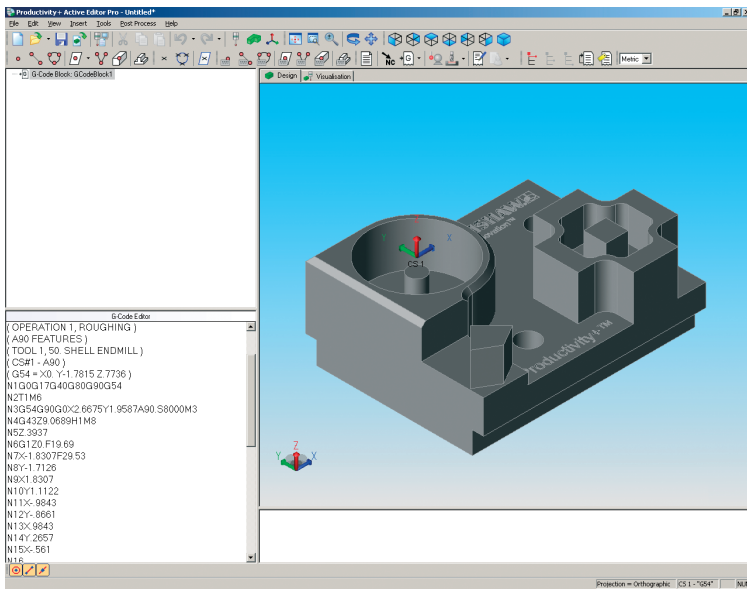 Productivity+ Active Editor Pro - Untitled*
File Edit View Insert Tools Post Process Help
NC G Metric
G-Code Block: GCodeBlock1
Design Visualisation
G-Code Editor
( OPERATION 1, ROUGHING )
( A90 FEATURES )
( TOOL 1, 50. SHELL ENDMILL )
( CS#1 - A90 )
( G54 = X0. Y-1.7815 Z.7736 )
N1G0G17G40G80G90G54
N2T1M6
N3G54G90G0X2.6675Y1.9587A90.S8000M3
N4G43Z9.0689H1M8
N5Z.3937
N6G1Z0.F19.69
N7X-1.8307F29.53
N8Y-1.7126
N9X1.8307
N10Y1.1122
N11X-.9843
N12Y-.8661
N13X.9843
N14Y.2657
N15X-.561
N16
Z
Y X
CS.1
Productivity+™
Z
Y X
Projection = Orthographic CS 1 - "G54" NUM